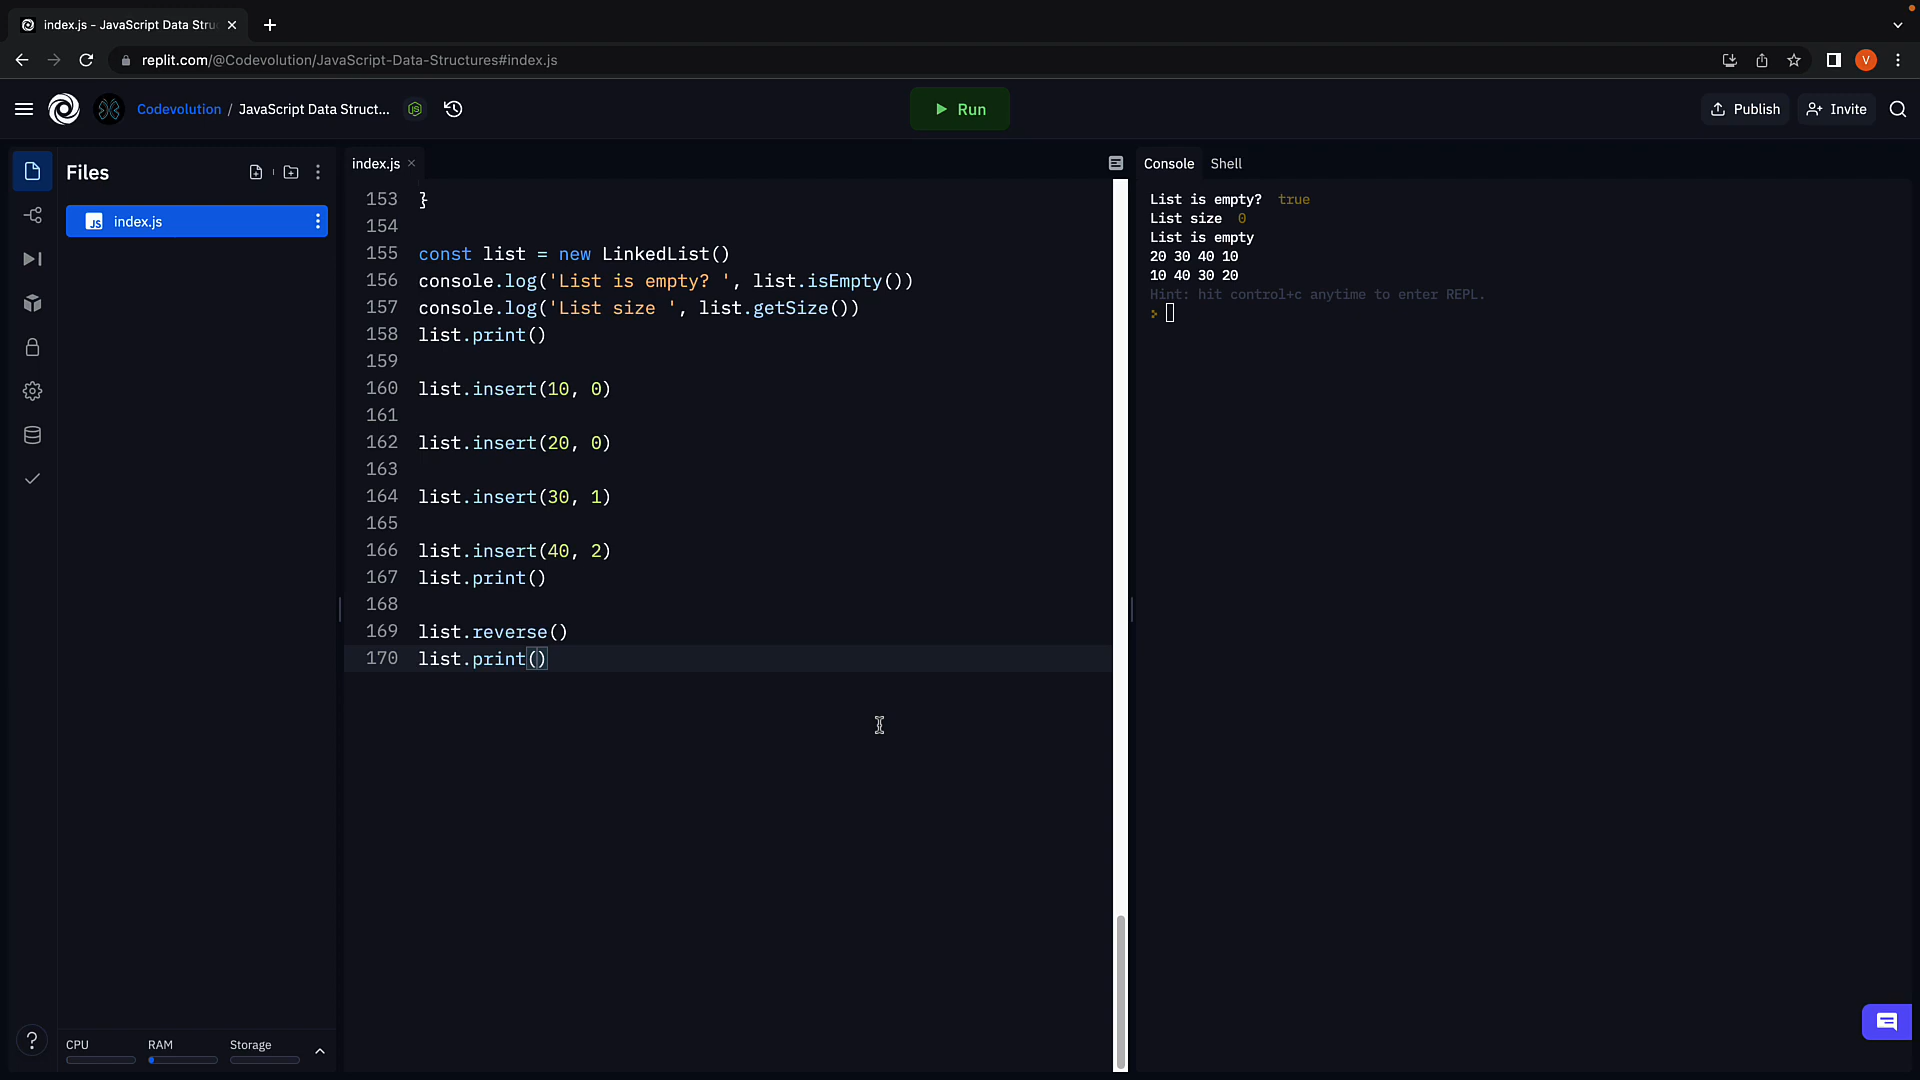 index.js - JavaScript Data Stru
replit.com/@Codevolution/JavaScript-Data-Structures#index.js
V
Codevolution / JavaScript Data Struct...
Run
Publish
Invite
Files
index.js
Console
Shell
JS
index.js
153 }
154
155 const list = new LinkedList()
156 console.log('List is empty? ', list.isEmpty())
157 console.log('List size ', list.getSize())
158 list.print()
159
160 list.insert(10, 0)
161
162 list.insert(20, 0)
163
164 list.insert(30, 1)
165
166 list.insert(40, 2)
167 list.print()
168
169 list.reverse()
170 list.print()
List is empty?  true
List size  0
List is empty
20 30 40 10
10 40 30 20
Hint: hit control+c anytime to enter REPL.
?
CPU
RAM
Storage